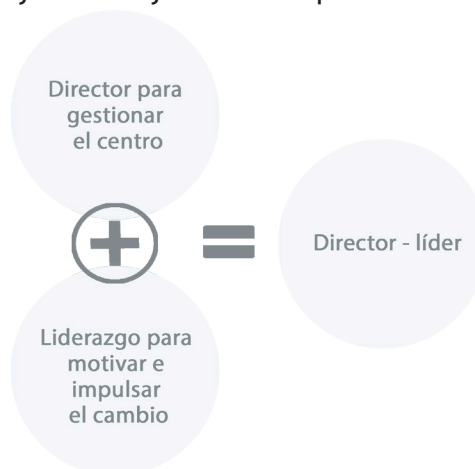 Director para
gestionar
el centro
+
=
Director - líder
Liderazgo para
motivar e
impulsar
el cambio